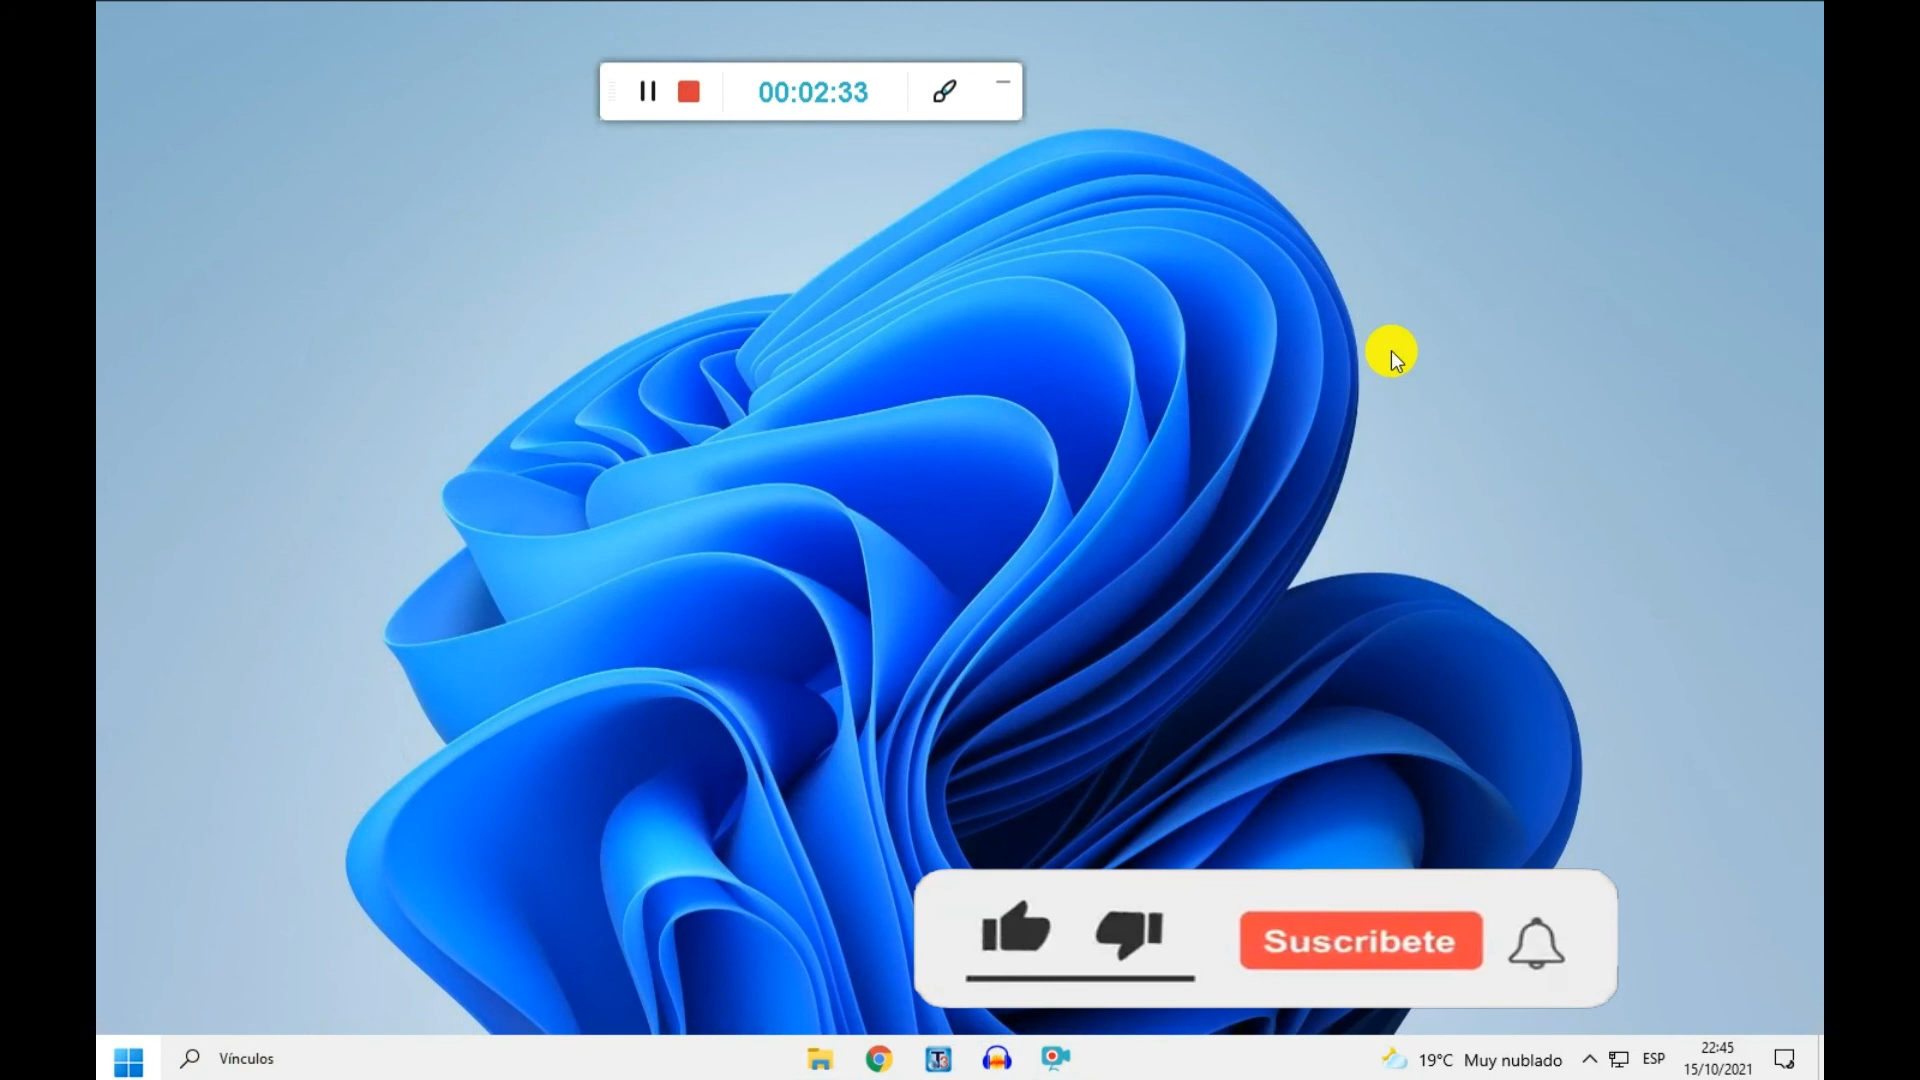 00:02:33
Suscribete
Vínculos
19°C Muy nublado
ESP
22:45
15/10/2021